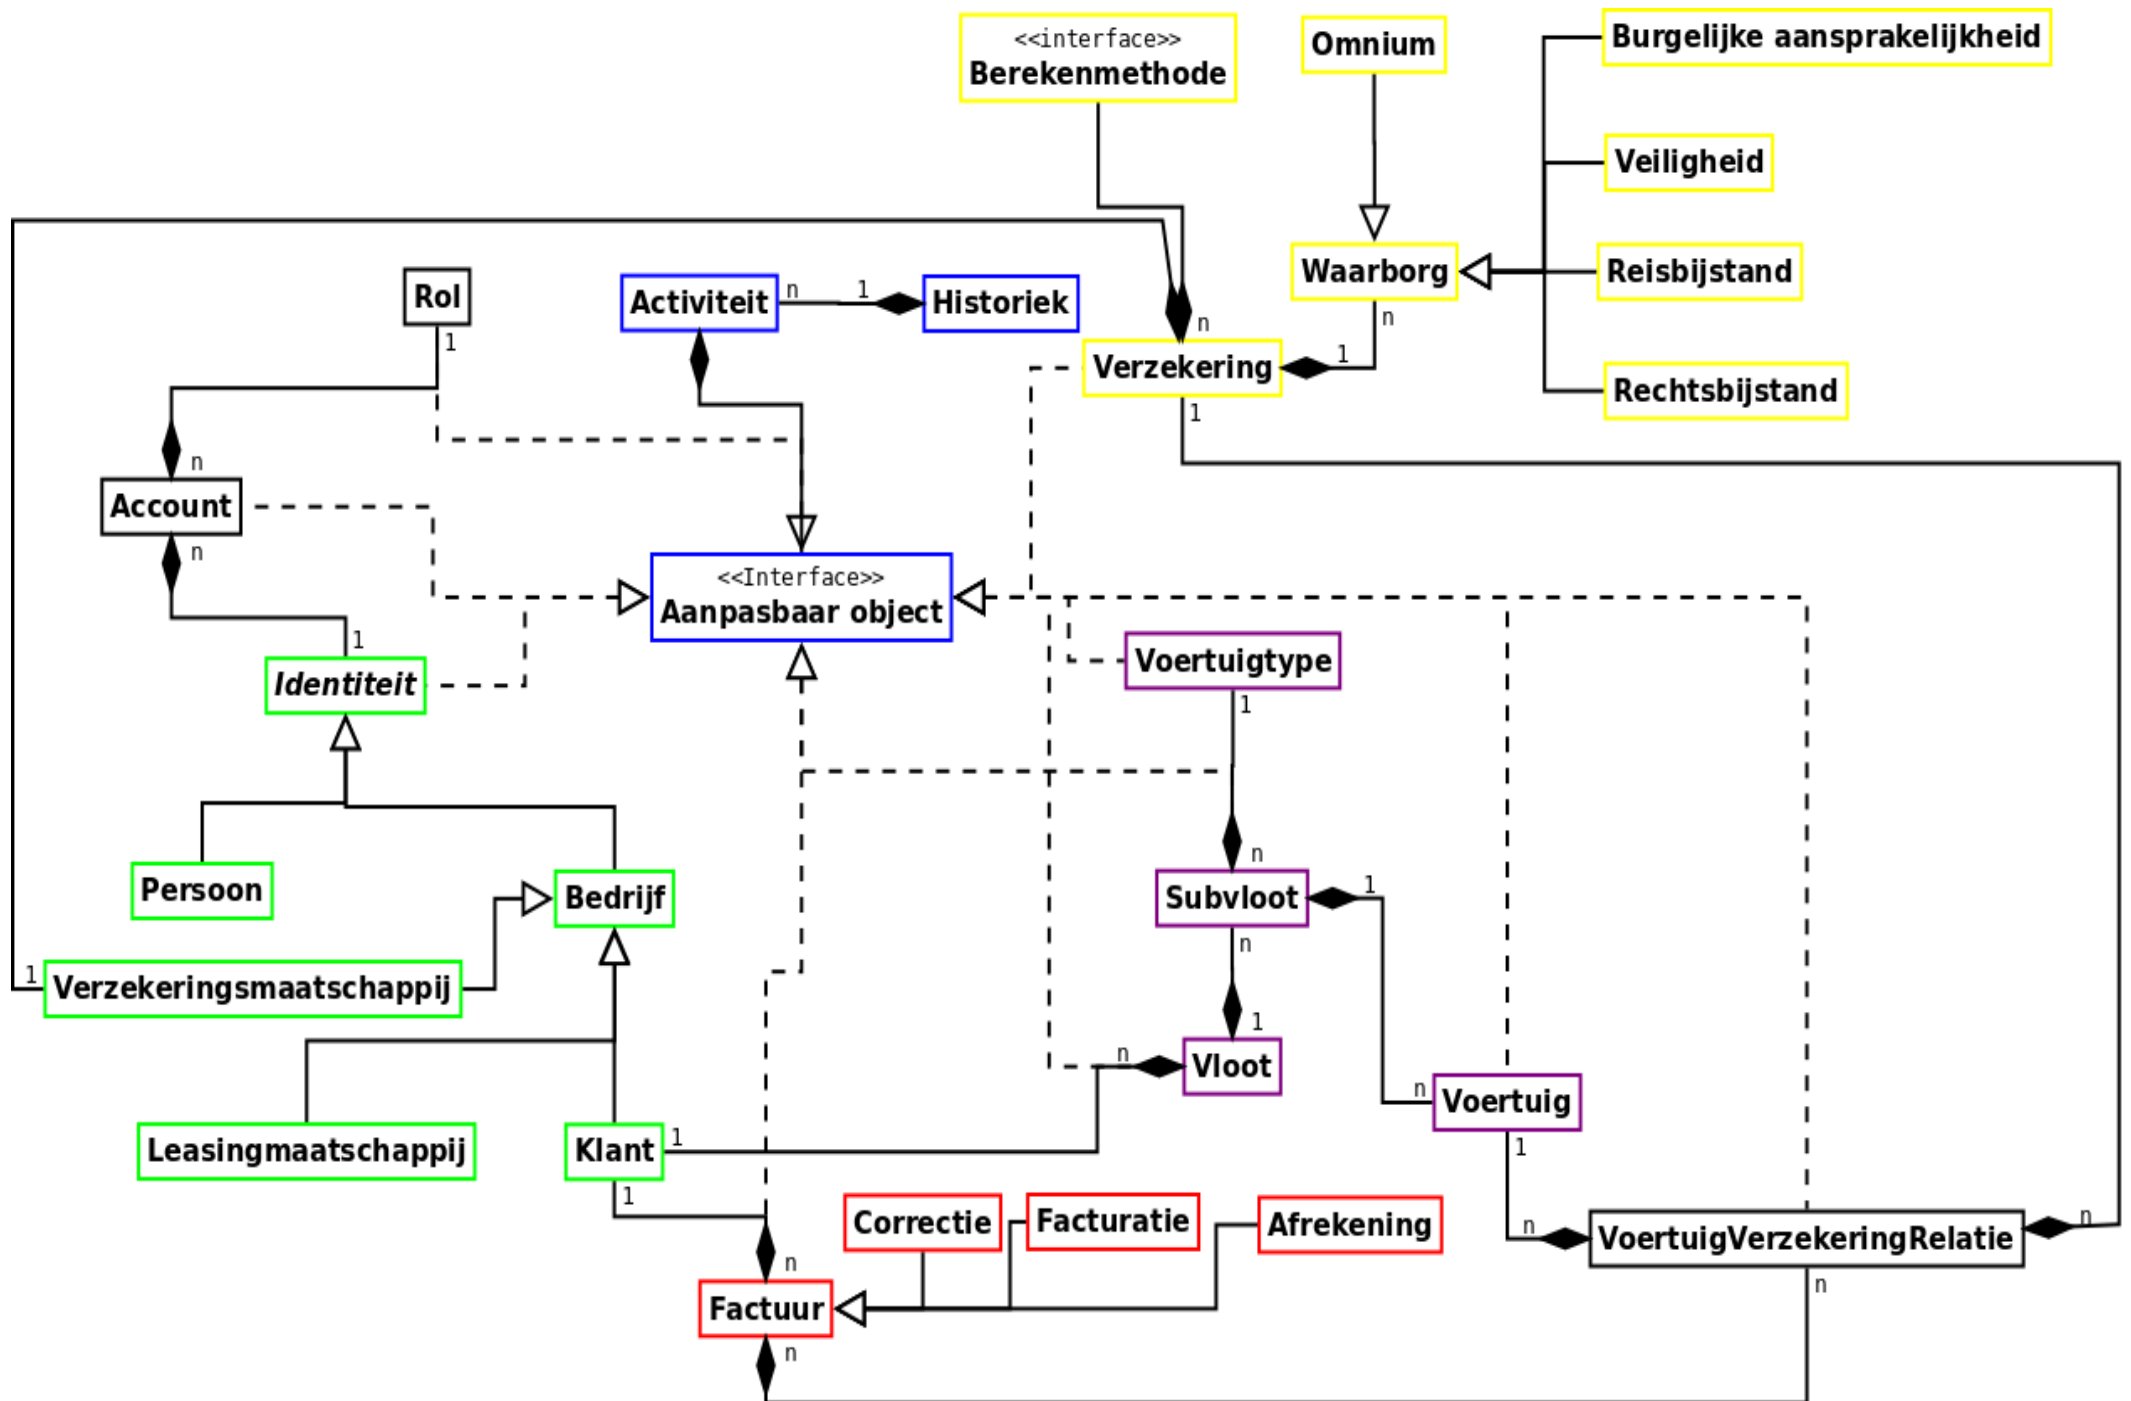 <<interface>>
Berekenmethode
Omnium
Burgelijke aansprakelijkheid
Veiligheid
Waarborg
Reisbijstand
n
Rol
1
Activiteit
n
1
Historiek
n
Verzekering
1
1
Rechtsbijstand
n
Account
n
<<Interface>>
Aanpasbaar object
1
Identiteit
Voertuigtype
1
n
Persoon
Bedrijf
Subvloot
1
n
1
Verzekeringsmaatschappij
1
n
Vloot
n
Voertuig
1
Leasingmaatschappij
Klant
1
1
Correctie
Facturatie
Afrekening
n
VoertuigVerzekeringRelatie
n
n
n
Factuur
n